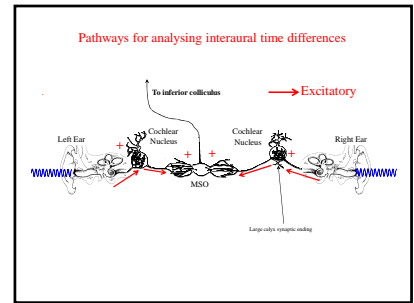 Pathways for analysing interaural time differences
To inferior colliculus
Excitatory
Left Ear
Cochlear
Nucleus
Cochlear
Nucleus
Right Ear
+
+
+
+
MSO
Large calyx synaptic ending